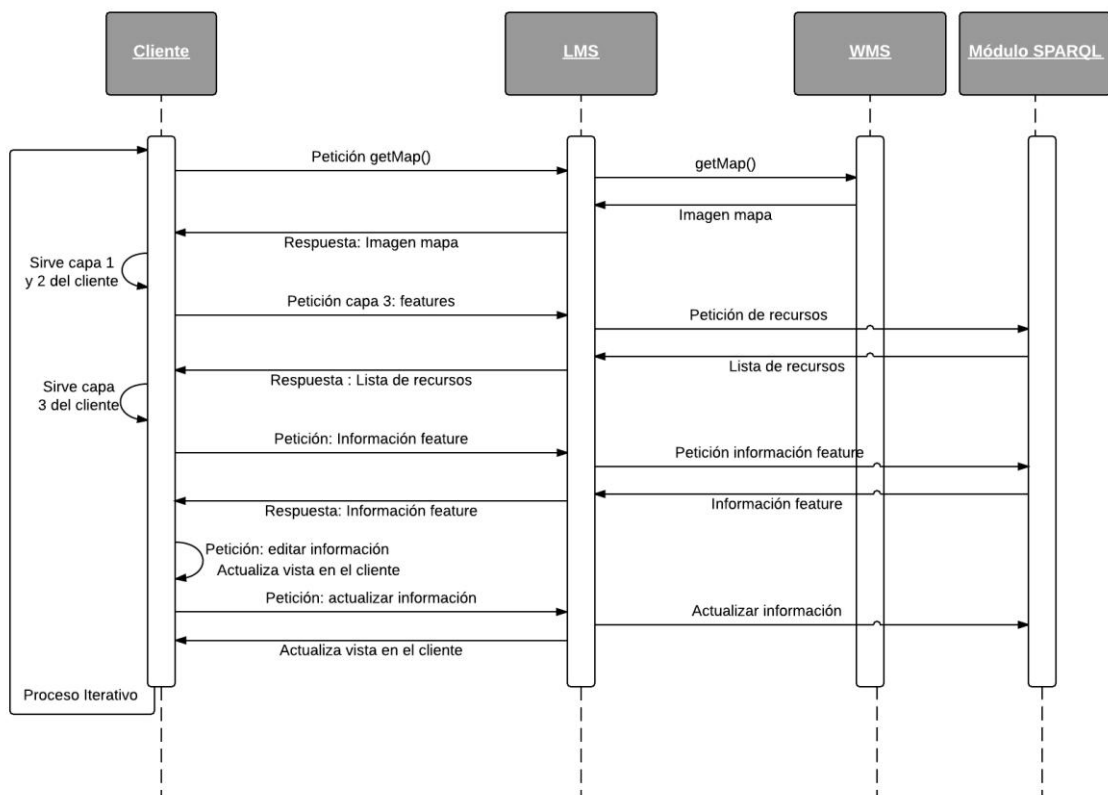 Cliente
LMS
WMS
Módulo SPARQL
Petición getMap()
getMap()
Imagen mapa
Respuesta: Imagen mapa
Sirve capa 1
y 2 del cliente
Petición capa 3: features
Petición de recursos
Lista de recursos
Respuesta : Lista de recursos
Sirve capa
3 del cliente
Petición: Información feature
Petición información feature
Información feature
Respuesta: Información feature
Petición: editar información
Actualiza vista en el cliente
Petición: actualizar información
Actualizar información
Actualiza vista en el cliente
Proceso Iterativo